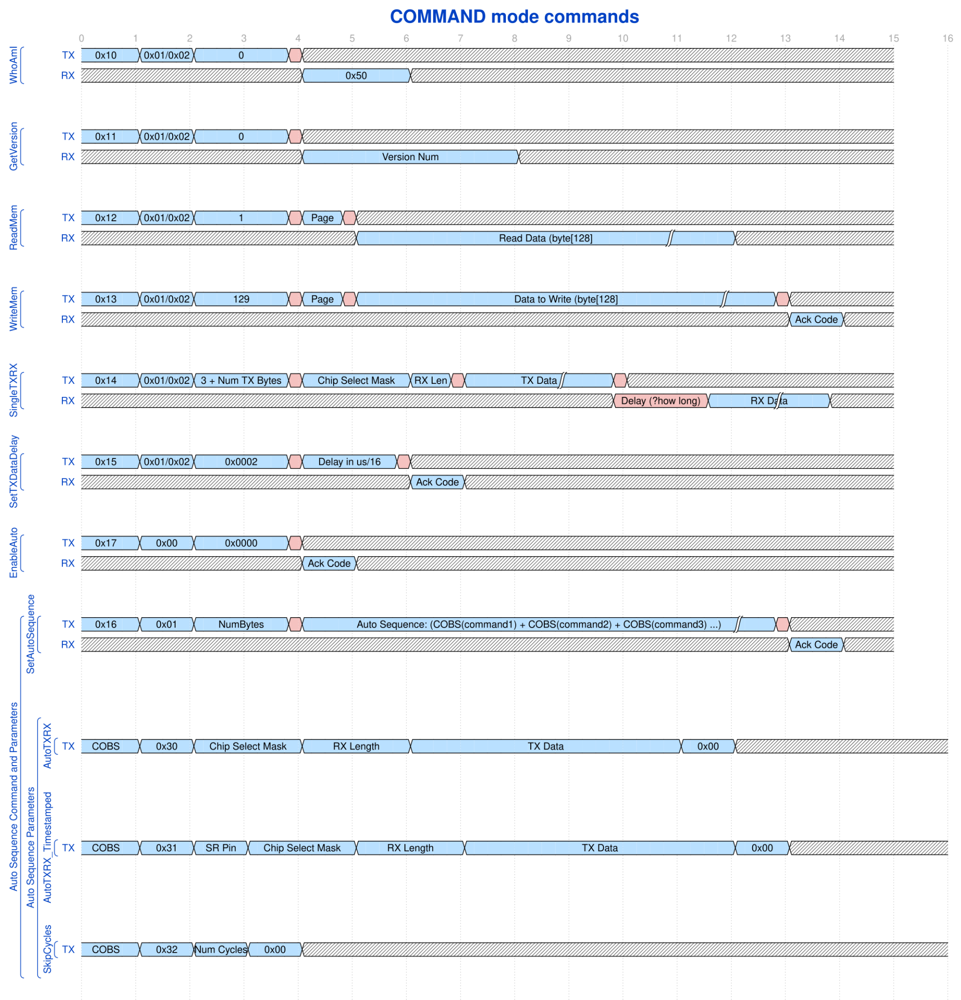 COMMAND mode commands
0 1 2 3 4 5 6 7 8 9 10 11 12 13 14 15 16
WhoAmI
TX 0x10 0x01/0x02 0
RX 0x50
GetVersion
TX 0x11 0x01/0x02 0
RX Version Num
ReadMem
TX 0x12 0x01/0x02 1 Page
RX Read Data (byte[128]
WriteMem
TX 0x13 0x01/0x02 129 Page Data to Write (byte[128]
RX Ack Code
SingleTXRX
TX 0x14 0x01/0x02 3 + Num TX Bytes Chip Select Mask RX Len TX Data
RX Delay (?how long) RX Data
SetTXDataDelay
TX 0x15 0x01/0x02 0x0002 Delay in us/16
RX Ack Code
EnableAuto
TX 0x17 0x00 0x0000
RX Ack Code
Auto Sequence Command and Parameters
SetAutoSequence
TX 0x16 0x01 NumBytes Auto Sequence: (COBS(command1) + COBS(command2) + COBS(command3) ...)
RX Ack Code
Auto Sequence Parameters
AutoTXRX
TX COBS 0x30 Chip Select Mask RX Length TX Data 0x00
AutoTXRX_Timestamped
TX COBS 0x31 SR Pin Chip Select Mask RX Length TX Data 0x00
SkipCycles
TX COBS 0x32 Num Cycles 0x00